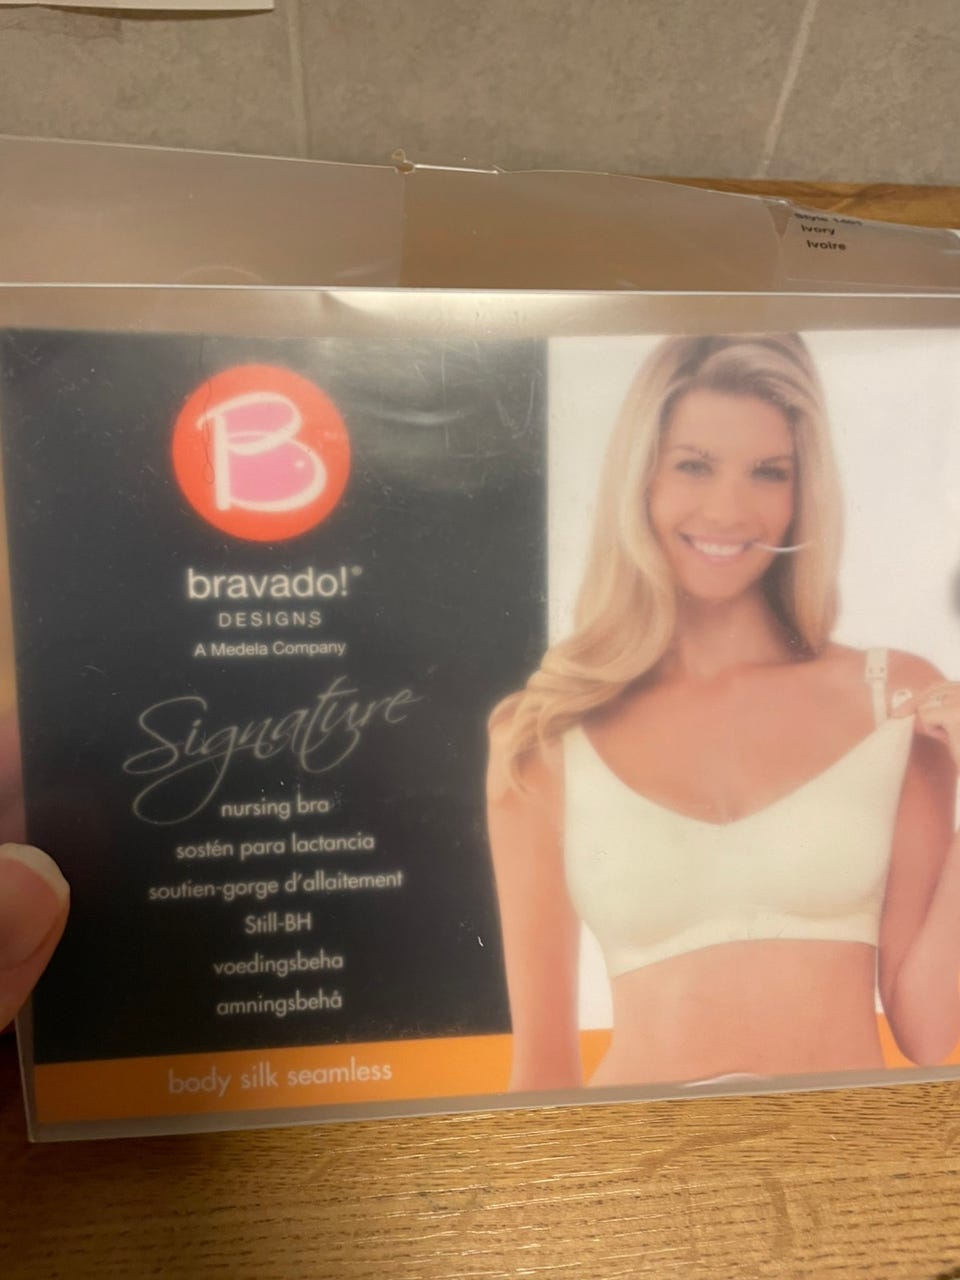 Ivory
Ivoire
B
bravado!®
DESIGNS
A Medela Company
Signature
nursing bra
sostén para lactancia
soutien-gorge d'allaitement
Still-BH
voedingsbeha
amningsbehå
body silk seamless